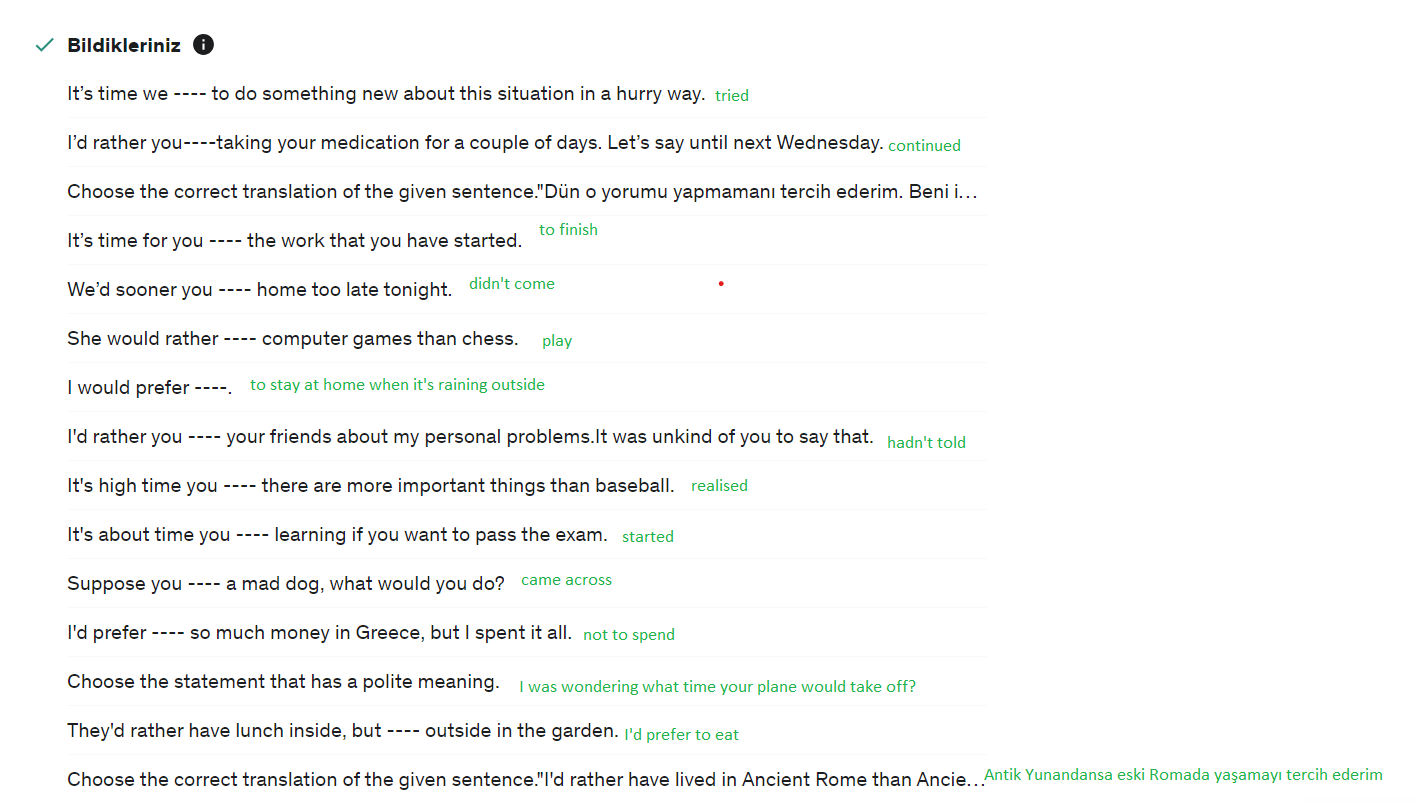 Bildikleriniz
It’s time we ---- to do something new about this situation in a hurry way. tried
I’d rather you----taking your medication for a couple of days. Let’s say until next Wednesday. continued
Choose the correct translation of the given sentence."Dün o yorumu yapmamanı tercih ederim. Beni i…
It’s time for you ---- the work that you have started. to finish
We’d sooner you ---- home too late tonight. didn't come
She would rather ---- computer games than chess. play
I would prefer ----. to stay at home when it's raining outside
I'd rather you ---- your friends about my personal problems.It was unkind of you to say that. hadn't told
It's high time you ---- there are more important things than baseball. realised
It's about time you ---- learning if you want to pass the exam. started
Suppose you ---- a mad dog, what would you do? came across
I'd prefer ---- so much money in Greece, but I spent it all. not to spend
Choose the statement that has a polite meaning. I was wondering what time your plane would take off?
They'd rather have lunch inside, but ---- outside in the garden. I'd prefer to eat
Choose the correct translation of the given sentence."I'd rather have lived in Ancient Rome than Ancie… Antik Yunandansa eski Romada yaşamayı tercih ederim